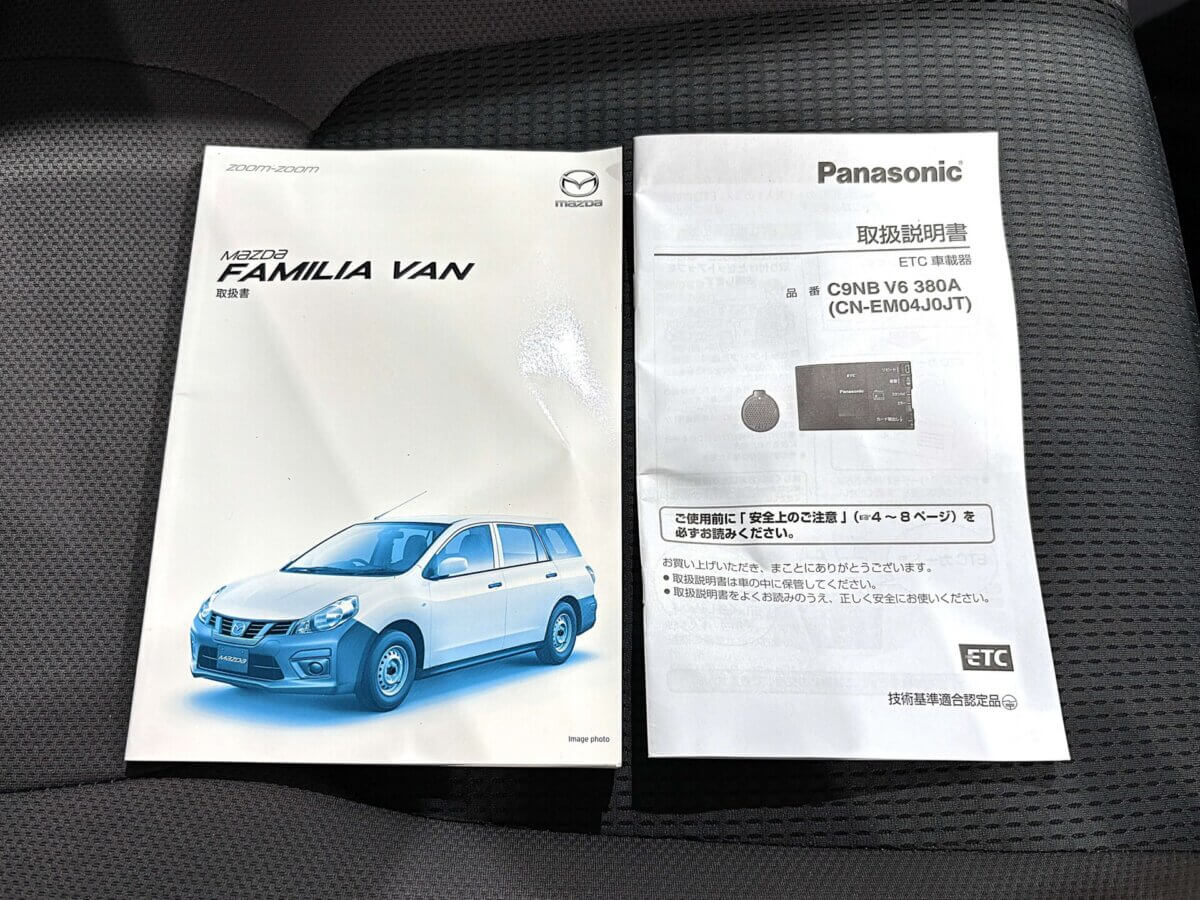 zoom-zoom
mazda
mazda
FAMILIA VAN
取扱書
mazda
Image photo
Panasonic
取扱説明書
ETC 車載器
品 番 C9NB V6 380A
(CN-EM04J0JT)
ETC
Panasonic
ご使用前に「安全上のご注意」(☞4～8ページ)を
必ずお読みください。
お買い上げいただき、まことにありがとうございます。
● 取扱説明書は車の中に保管してください。
● 取扱説明書をよくお読みのうえ、正しく安全にお使いください。
ETC
技術基準適合認定品